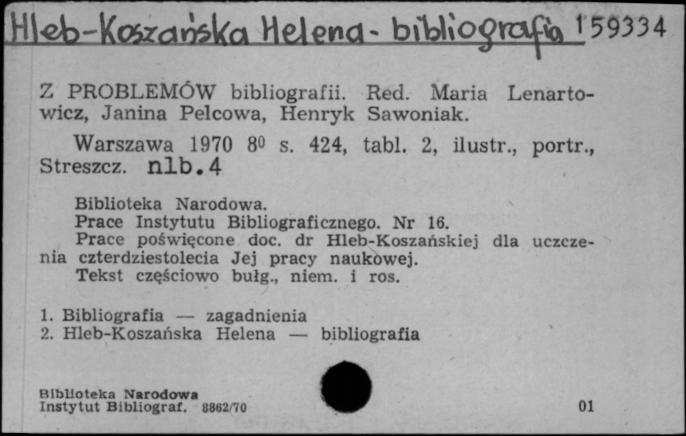 Hleb-Koszańska Helena - bibliografia 159334
Z PROBLEMÓW bibliografii. Red. Maria Lenarto-
wicz, Janina Pelcowa, Henryk Sawoniak.
Warszawa 1970 8⁰ s. 424, tabl. 2, ilustr., portr.,
Streszcz. nlb. 4
Biblioteka Narodowa.
Prace Instytutu Bibliograficznego. Nr 16.
Prace poświęcone doc. dr Hleb-Koszańskiej dla uczcze-
nia czterdziestolecia Jej pracy naukowej.
Tekst częściowo bułg., niem. i ros.
1. Bibliografia — zagadnienia
2. Hleb-Koszańska Helena — bibliografia
Biblioteka Narodowa
Instytut Bibliograf. 8862/70 01